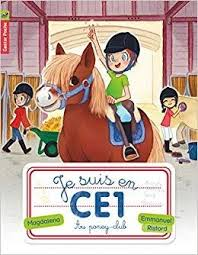 Castor Poche
Je suis en
CE1
Au poney-club
Magdalena
Emmanuel
Ristord